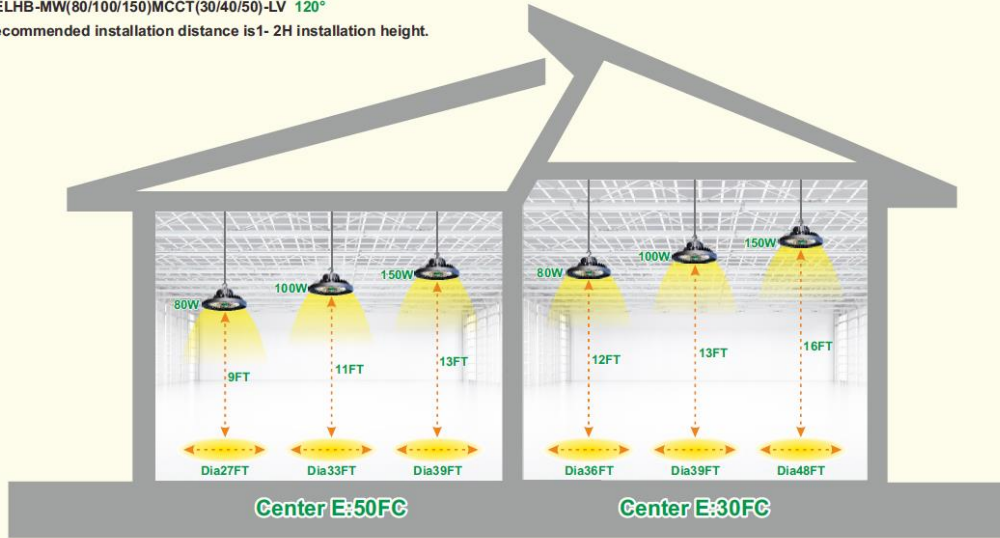 ELHB-MW(80/100/150)MCCT(30/40/50)-LV 120°
ecommended installation distance is1- 2H installation height.
80W
100W
150W
80W
100W
150W
9FT
11FT
13FT
12FT
13FT
16FT
Dia27FT
Dia33FT
Dia39FT
Dia36FT
Dia39FT
Dia48FT
Center E:50FC
Center E:30FC